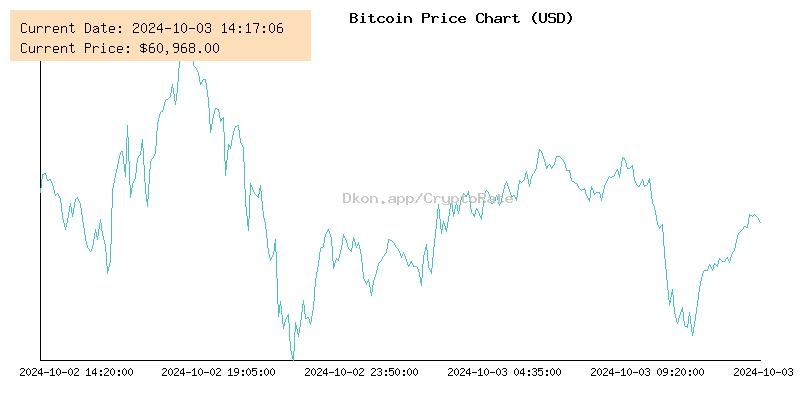 Bitcoin Price Chart (USD)
Current Date: 2024-10-03 14:17:06
Current Price: $60,968.00
Dkon.app/CryptoRate
2024-10-02 14:20:00 2024-10-02 19:05:00 2024-10-02 23:50:00 2024-10-03 04:35:00 2024-10-03 09:20:00 2024-10-03